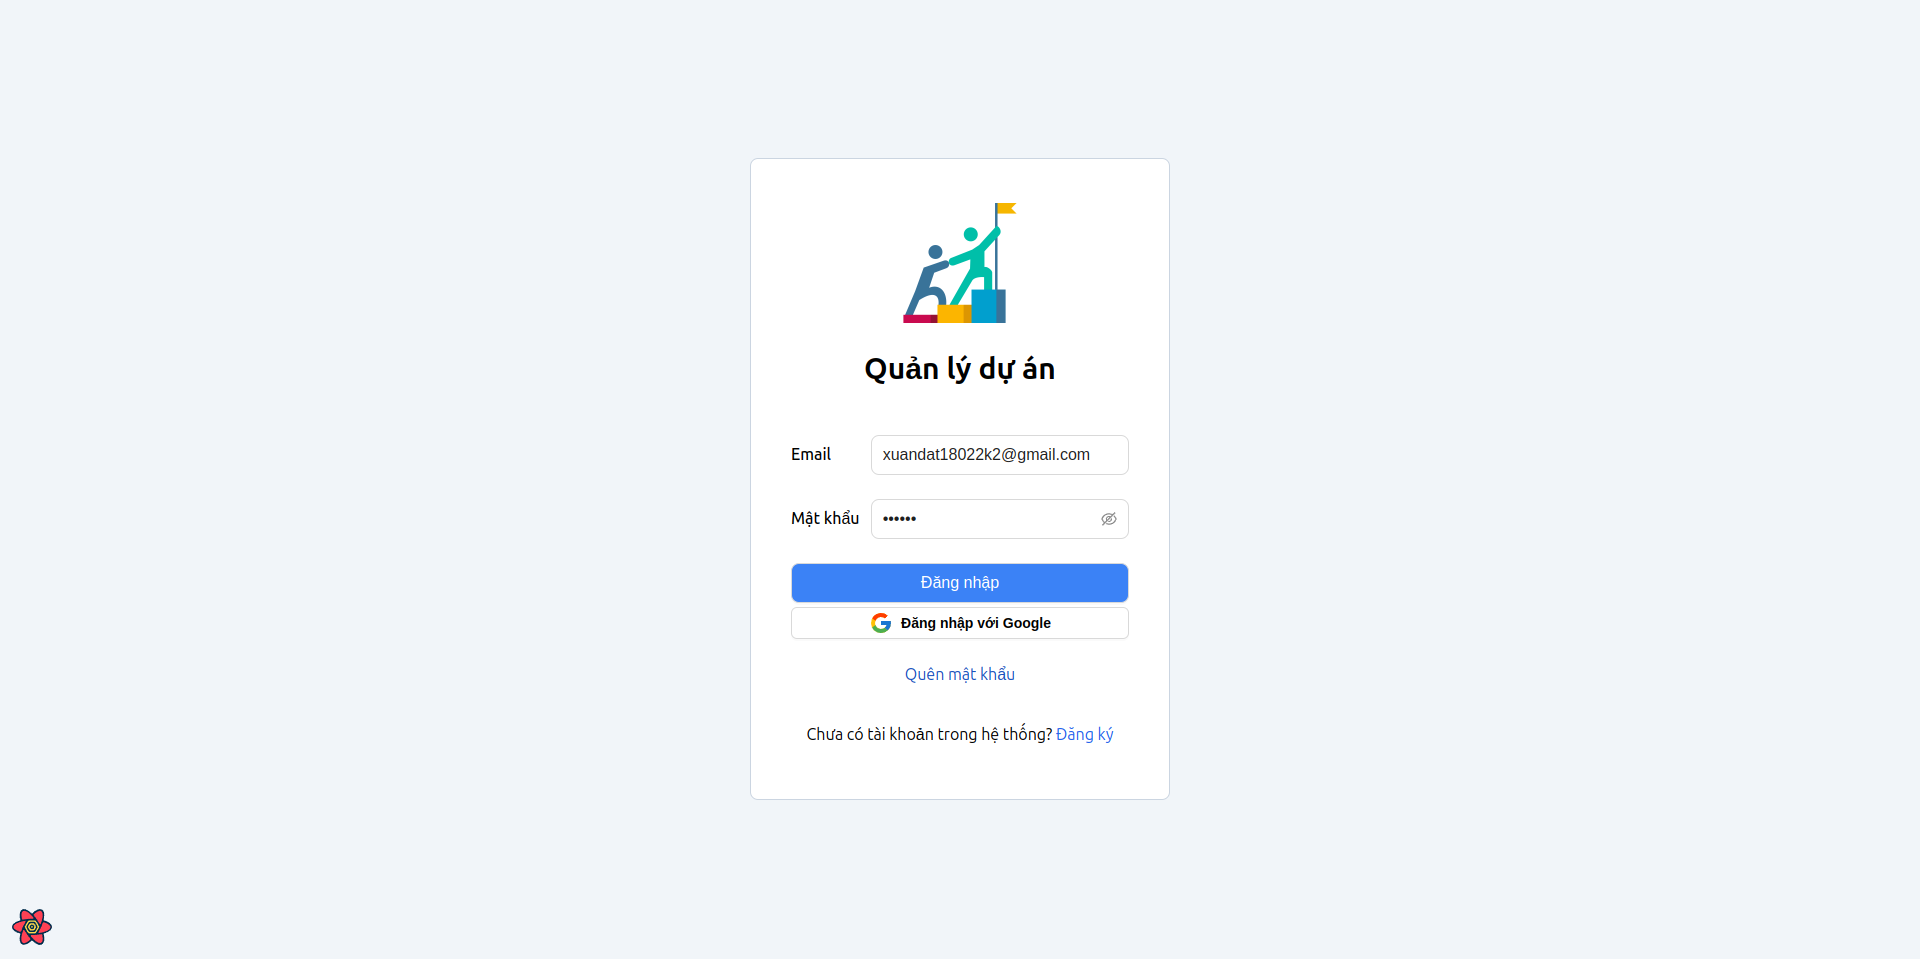 Quản lý dự án
Email
xuandat18022k2@gmail.com
Mật khẩu
••••••
Đăng nhập
Đăng nhập với Google
Quên mật khẩu
Chưa có tài khoản trong hệ thống? Đăng ký